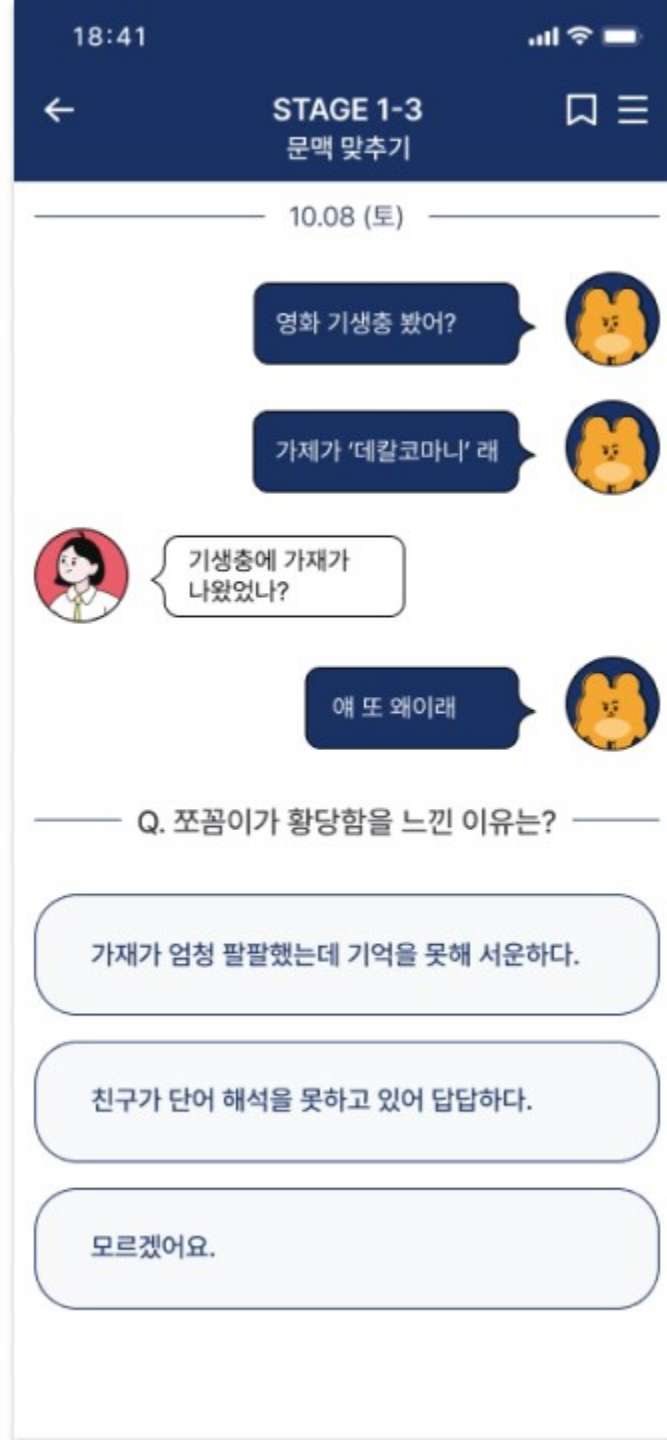 18:41
STAGE 1-3
문맥 맞추기
10.08 (토)
영화 기생충 봤어?
가제가 ‘데칼코마니’ 래
기생충에 가재가
나왔었나?
얘 또 왜이래
Q. 쪼꼼이가 황당함을 느낀 이유는?
가재가 엄청 팔팔했는데 기억을 못해 서운하다.
친구가 단어 해석을 못하고 있어 답답하다.
모르겠어요.